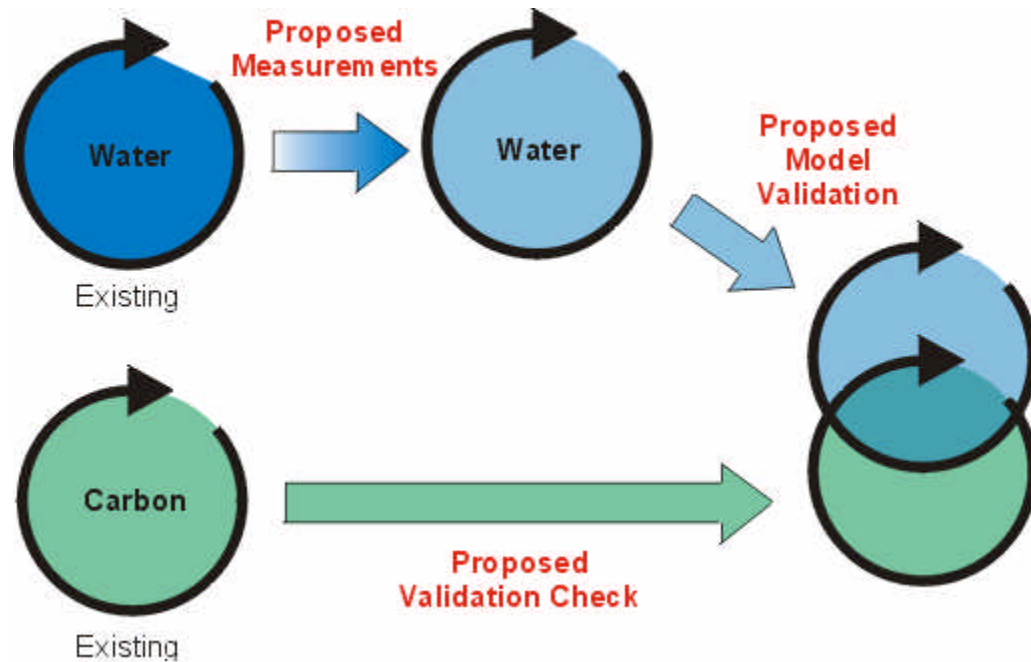 Proposed
Measurements
Water
Existing
Water
Proposed
Model
Validation
Carbon
Existing
Proposed
Validation Check